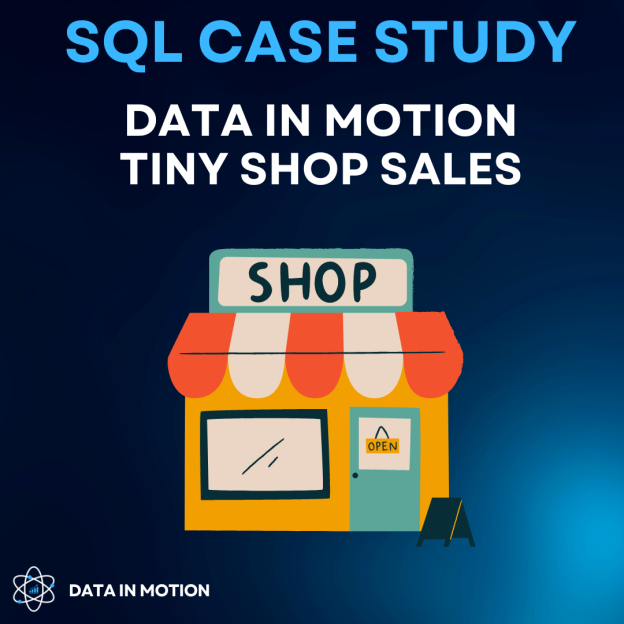 SQL CASE STUDY
DATA IN MOTION
TINY SHOP SALES
SHOP
OPEN
DATA IN MOTION